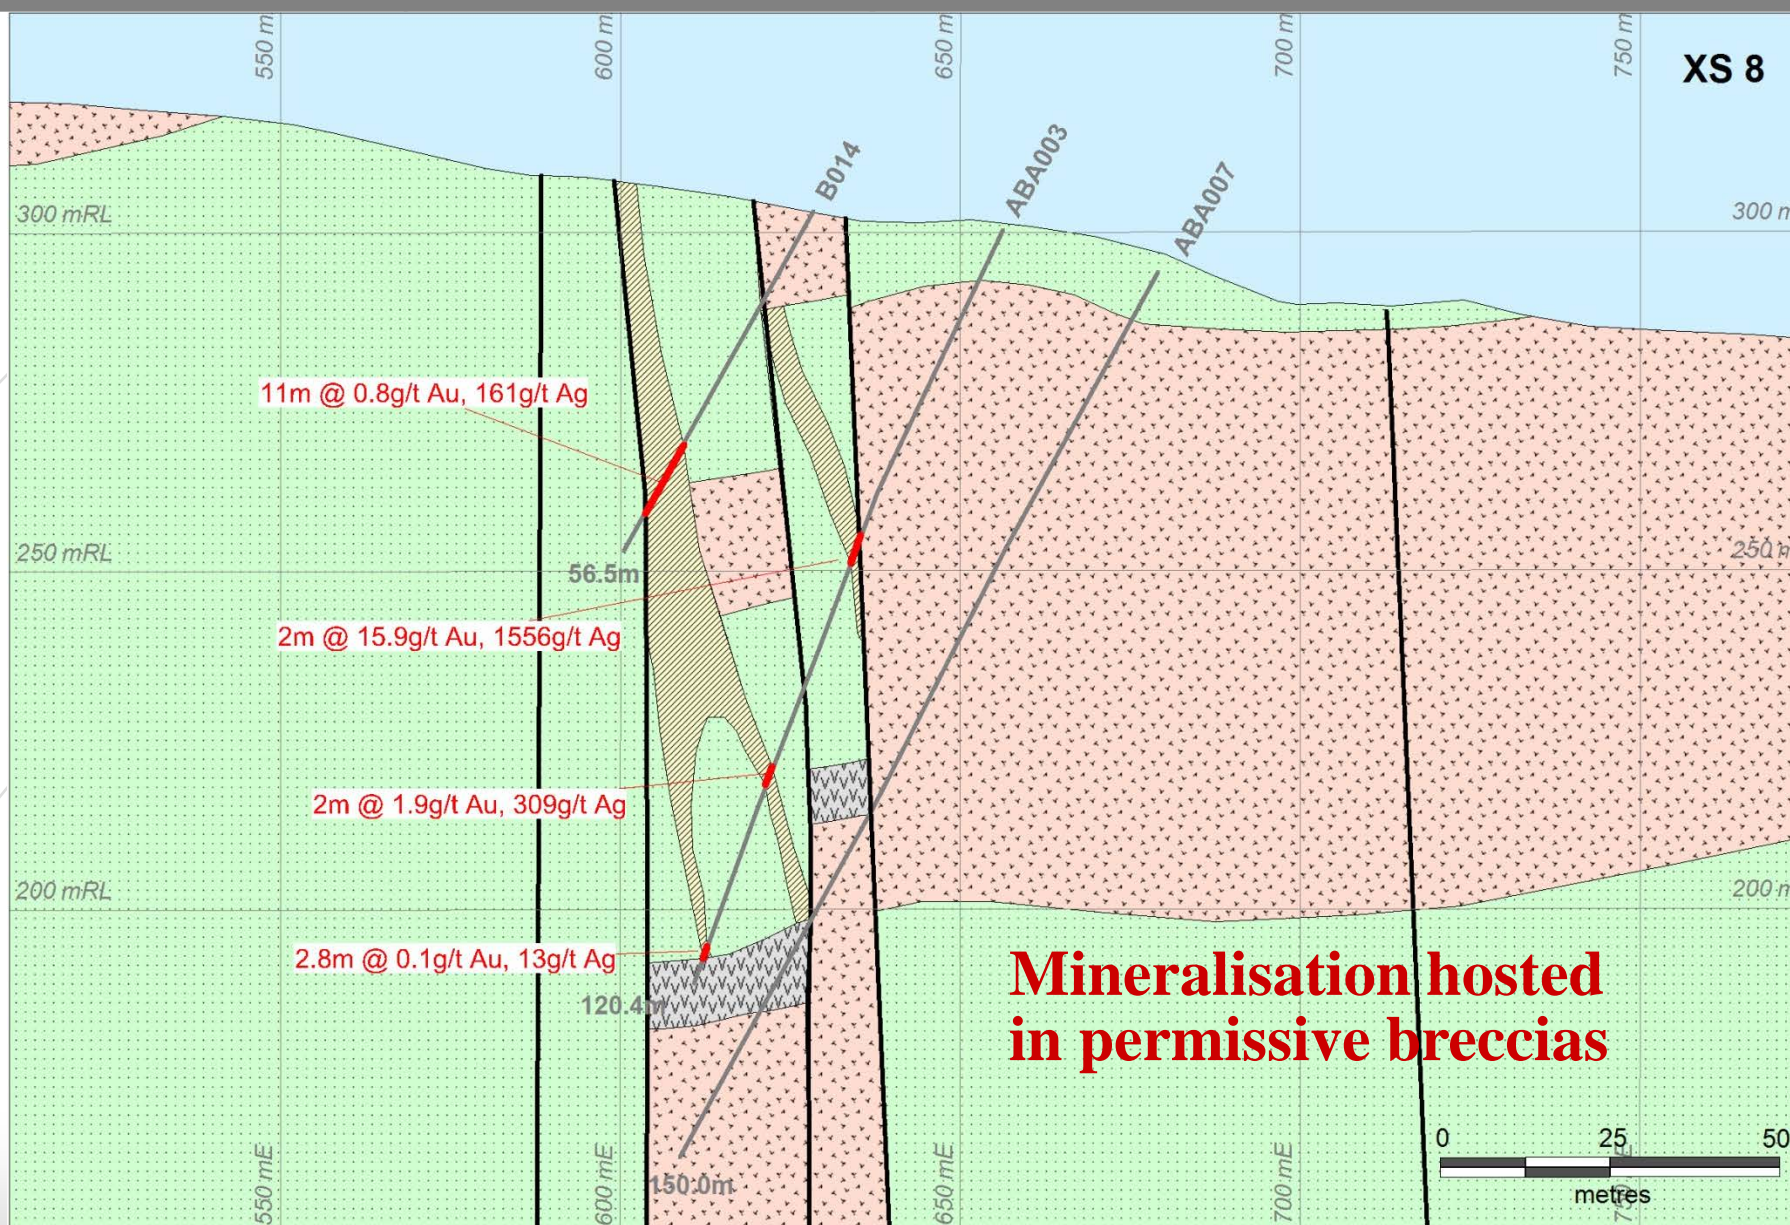 550 m
600 m
650 m
700 m
750 m
XS 8
B014
ABA003
ABA007
300 mRL
300 m
11m @ 0.8g/t Au, 161g/t Ag
250 mRL
250 m
56.5m
2m @ 15.9g/t Au, 1556g/t Ag
2m @ 1.9g/t Au, 309g/t Ag
200 mRL
200 m
2.8m @ 0.1g/t Au, 13g/t Ag
120.4m
Mineralisation hosted
in permissive breccias
0 25 50
metres
150.0m
550 mE
600 mE
650 mE
700 mE